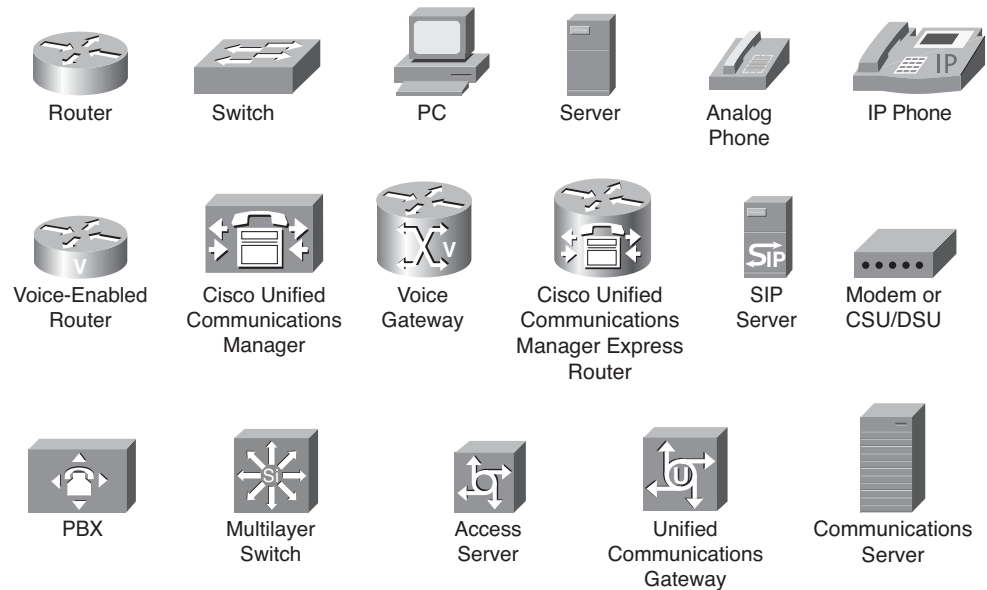 IP
Router
Switch
PC
Server
Analog
Phone
IP Phone
V
V
SIP
Voice-Enabled
Router
Cisco Unified
Communications
Manager
Voice
Gateway
Cisco Unified
Communications
Manager Express
Router
SIP
Server
Modem or
CSU/DSU
Si
U
PBX
Multilayer
Switch
Access
Server
Unified
Communications
Gateway
Communications
Server